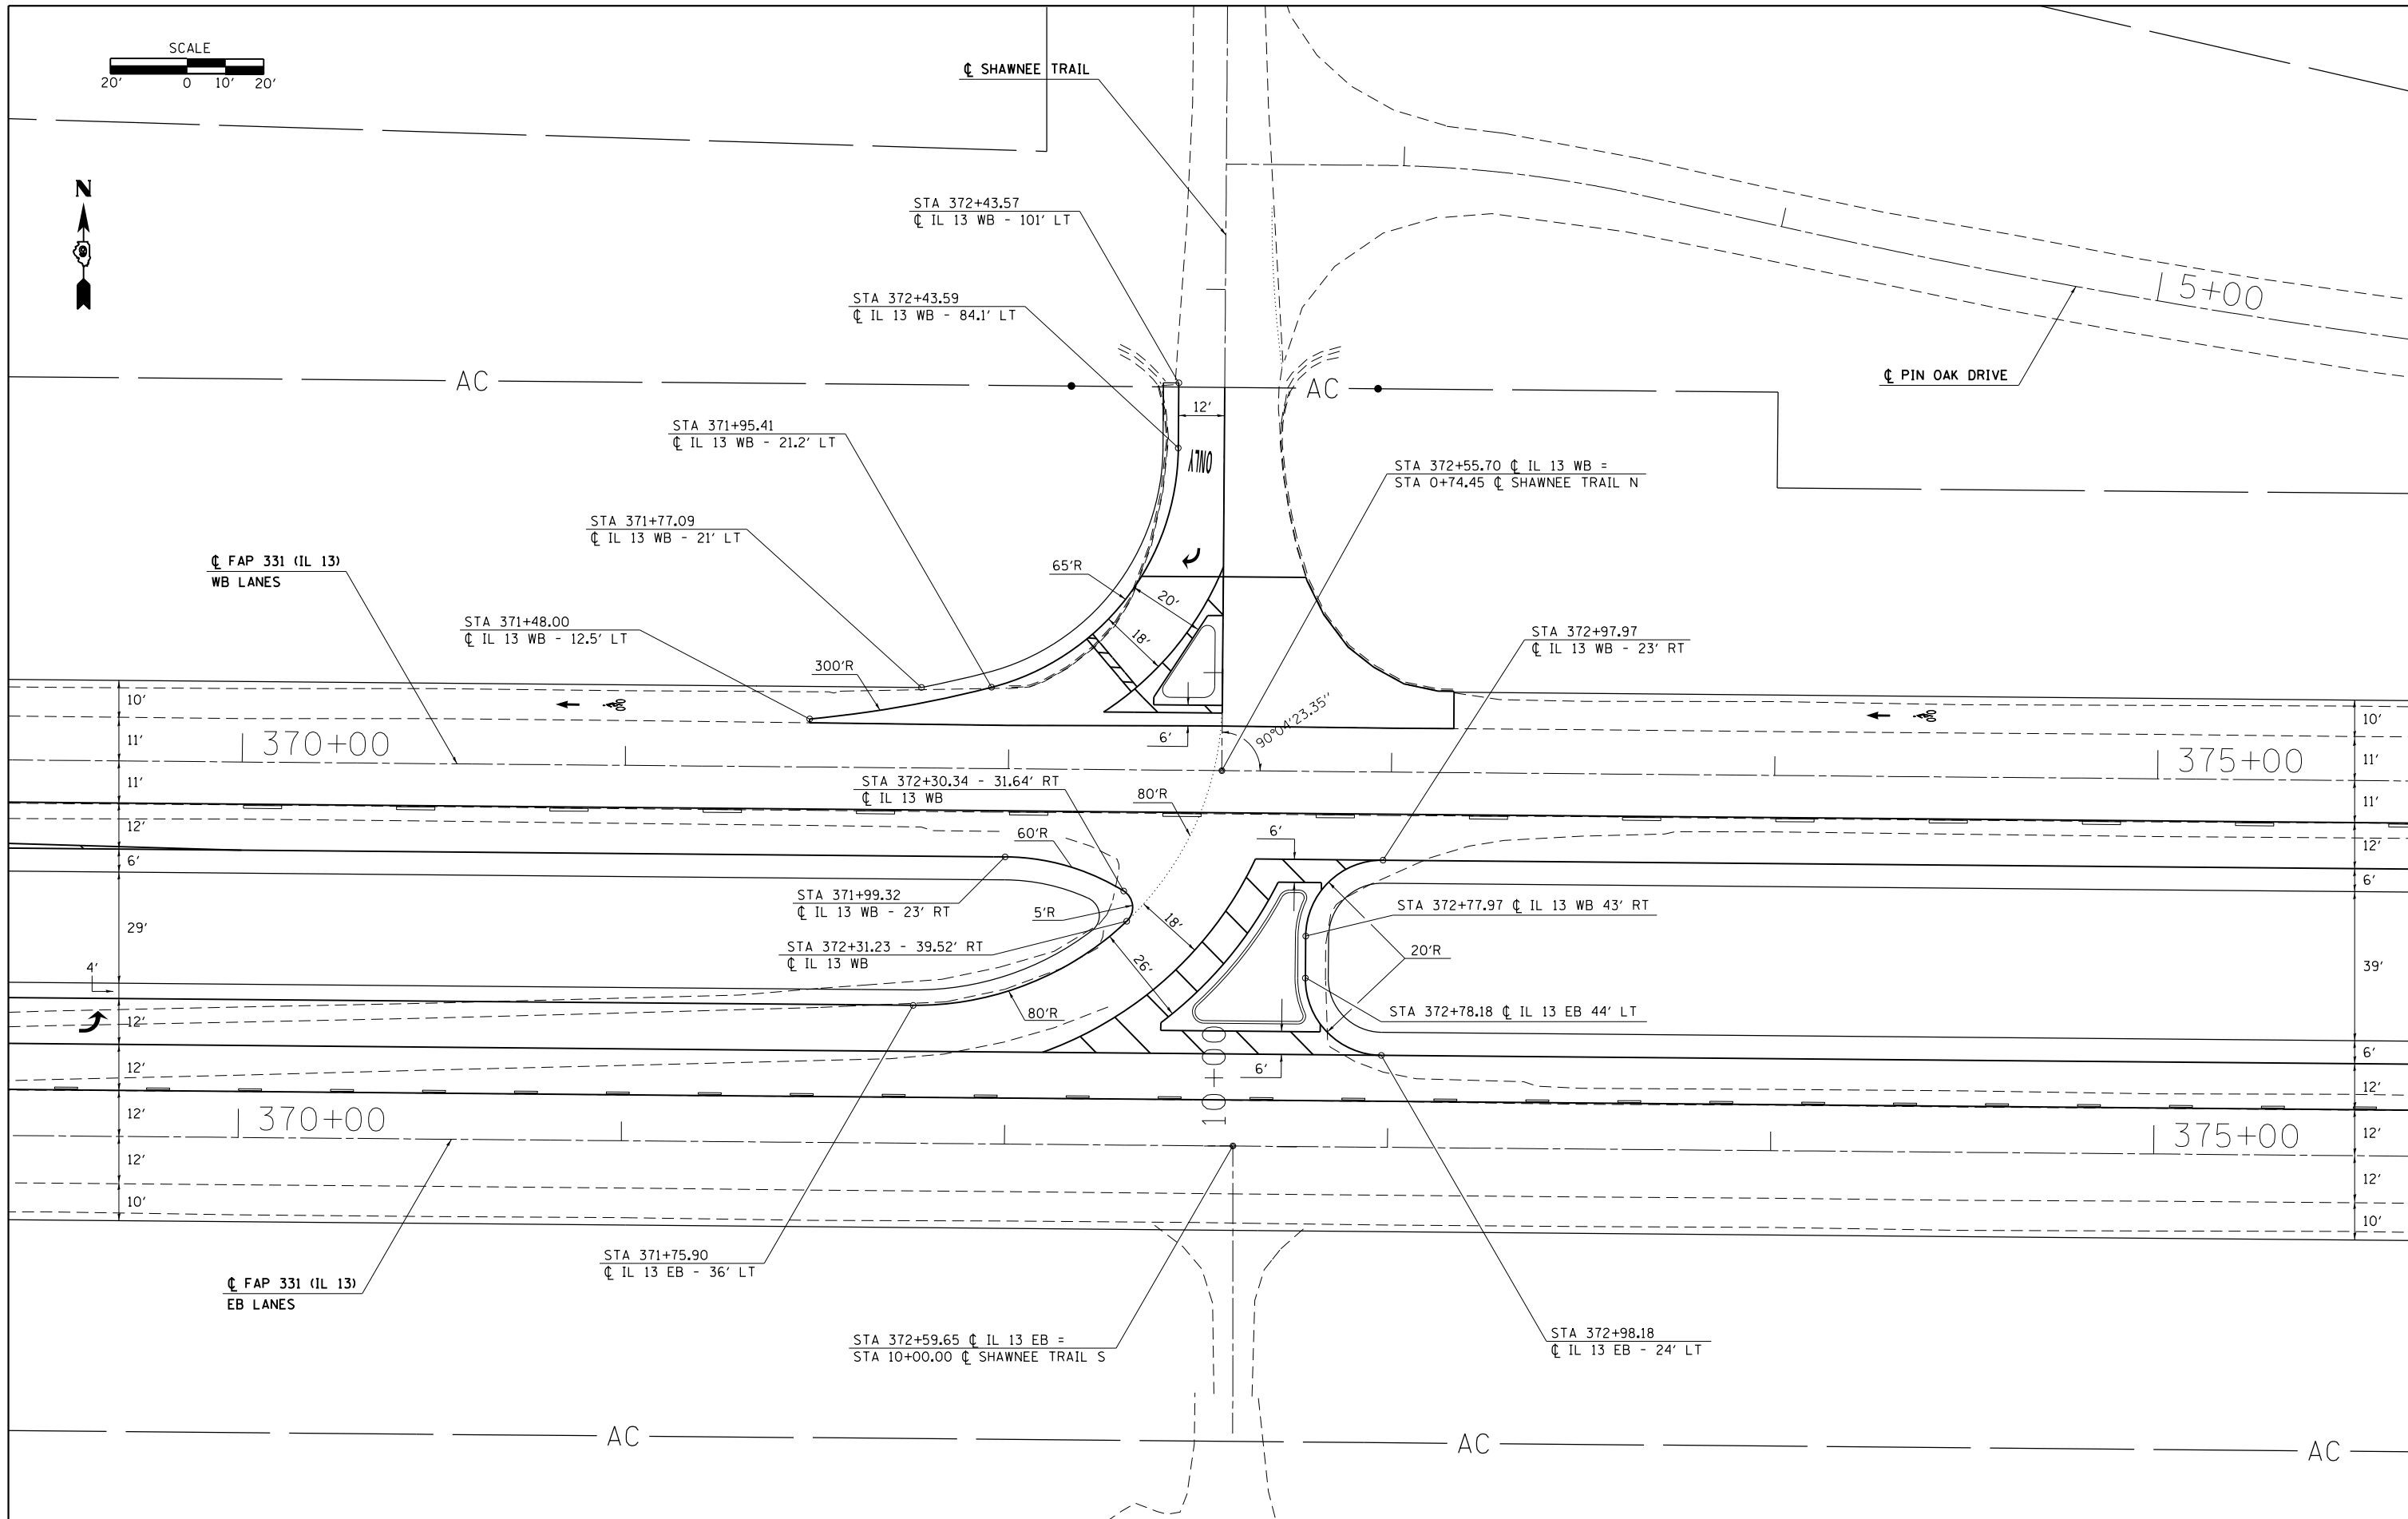 SCALE
20' 0 10' 20'
℄ SHAWNEE TRAIL
N
STA 372+43.57
℄ IL 13 WB - 101' LT
STA 372+43.59
℄ IL 13 WB - 84.1' LT
5+00
℄ PIN OAK DRIVE
AC
AC
12'
STA 371+95.41
℄ IL 13 WB - 21.2' LT
ONLY
STA 372+55.70 ℄ IL 13 WB =
STA 0+74.45 ℄ SHAWNEE TRAIL N
STA 371+77.09
℄ IL 13 WB - 21' LT
℄ FAP 331 (IL 13)
WB LANES
65'R
20'
18'
STA 371+48.00
℄ IL 13 WB - 12.5' LT
STA 372+97.97
℄ IL 13 WB - 23' RT
300'R
10'
10'
6'
90°04'23.35"
11'
370+00
375+00
11'
11'
STA 372+30.34 - 31.64' RT
℄ IL 13 WB
80'R
11'
12'
60'R
6'
12'
6'
6'
STA 371+99.32
℄ IL 13 WB - 23' RT
5'R
18'
STA 372+77.97 ℄ IL 13 WB 43' RT
29'
STA 372+31.23 - 39.52' RT
℄ IL 13 WB
26'
20'R
39'
4'
80'R
STA 372+78.18 ℄ IL 13 EB 44' LT
12'
6'
6'
12'
12'
10+00
12'
370+00
375+00
12'
12'
12'
10'
10'
STA 371+75.90
℄ IL 13 EB - 36' LT
℄ FAP 331 (IL 13)
EB LANES
STA 372+59.65 ℄ IL 13 EB =
STA 10+00.00 ℄ SHAWNEE TRAIL S
STA 372+98.18
℄ IL 13 EB - 24' LT
AC
AC
AC